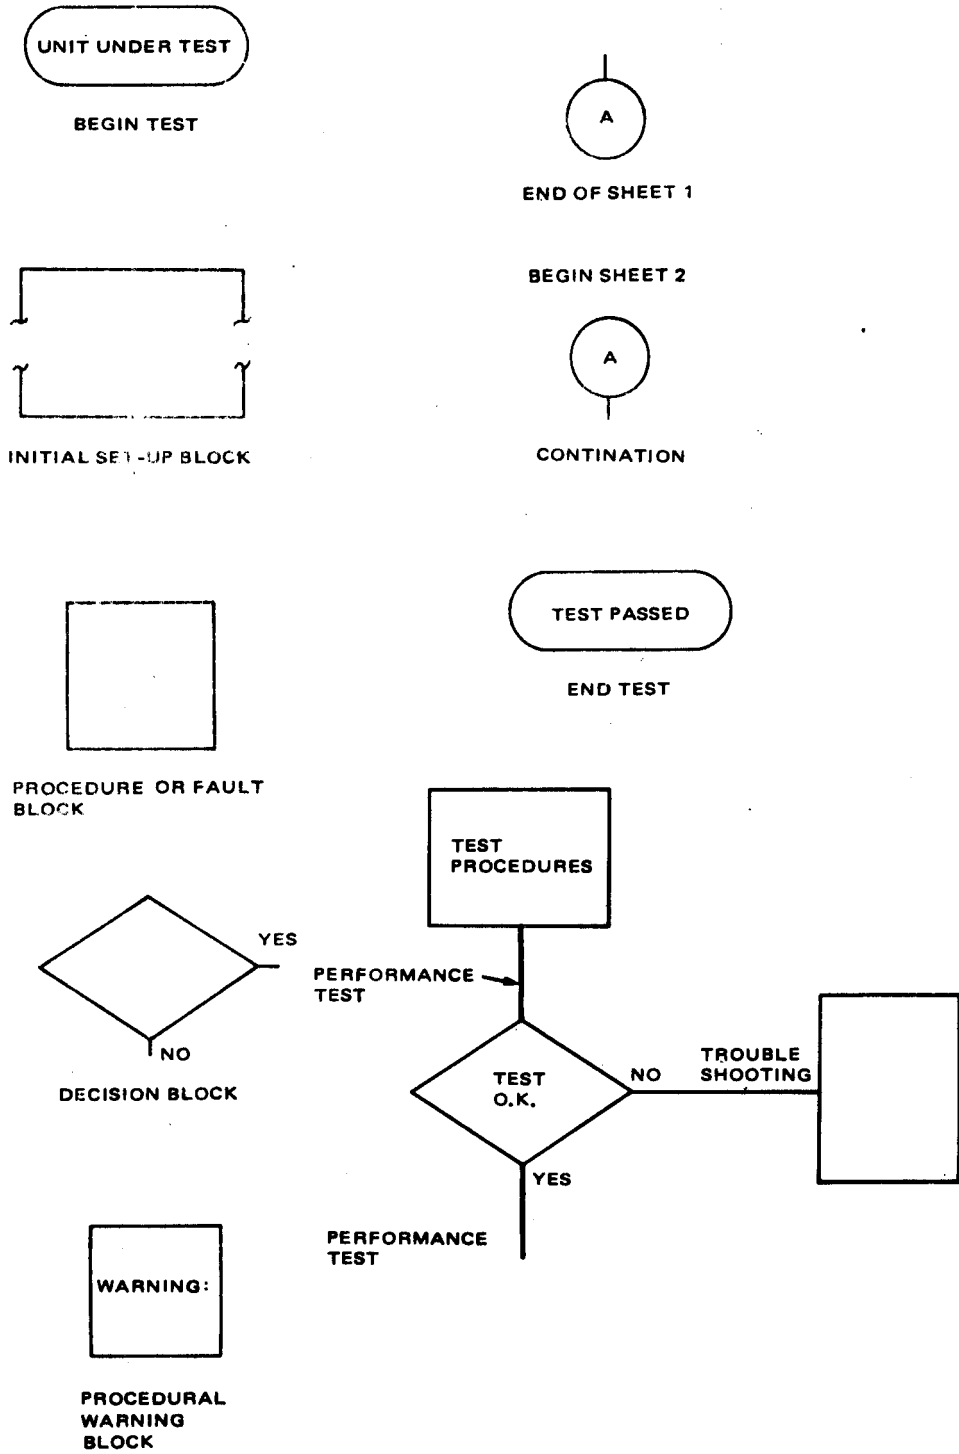 UNIT UNDER TEST
BEGIN TEST
A
END OF SHEET 1
BEGIN SHEET 2
A
CONTINATION
INITIAL SET-UP BLOCK
TEST PASSED
END TEST
PROCEDURE OR FAULT
BLOCK
TEST
PROCEDURES
YES
NO
DECISION BLOCK
PERFORMANCE
TEST
TEST
O.K.
NO
TROUBLE
SHOOTING
YES
PERFORMANCE
TEST
WARNING:
PROCEDURAL
WARNING
BLOCK